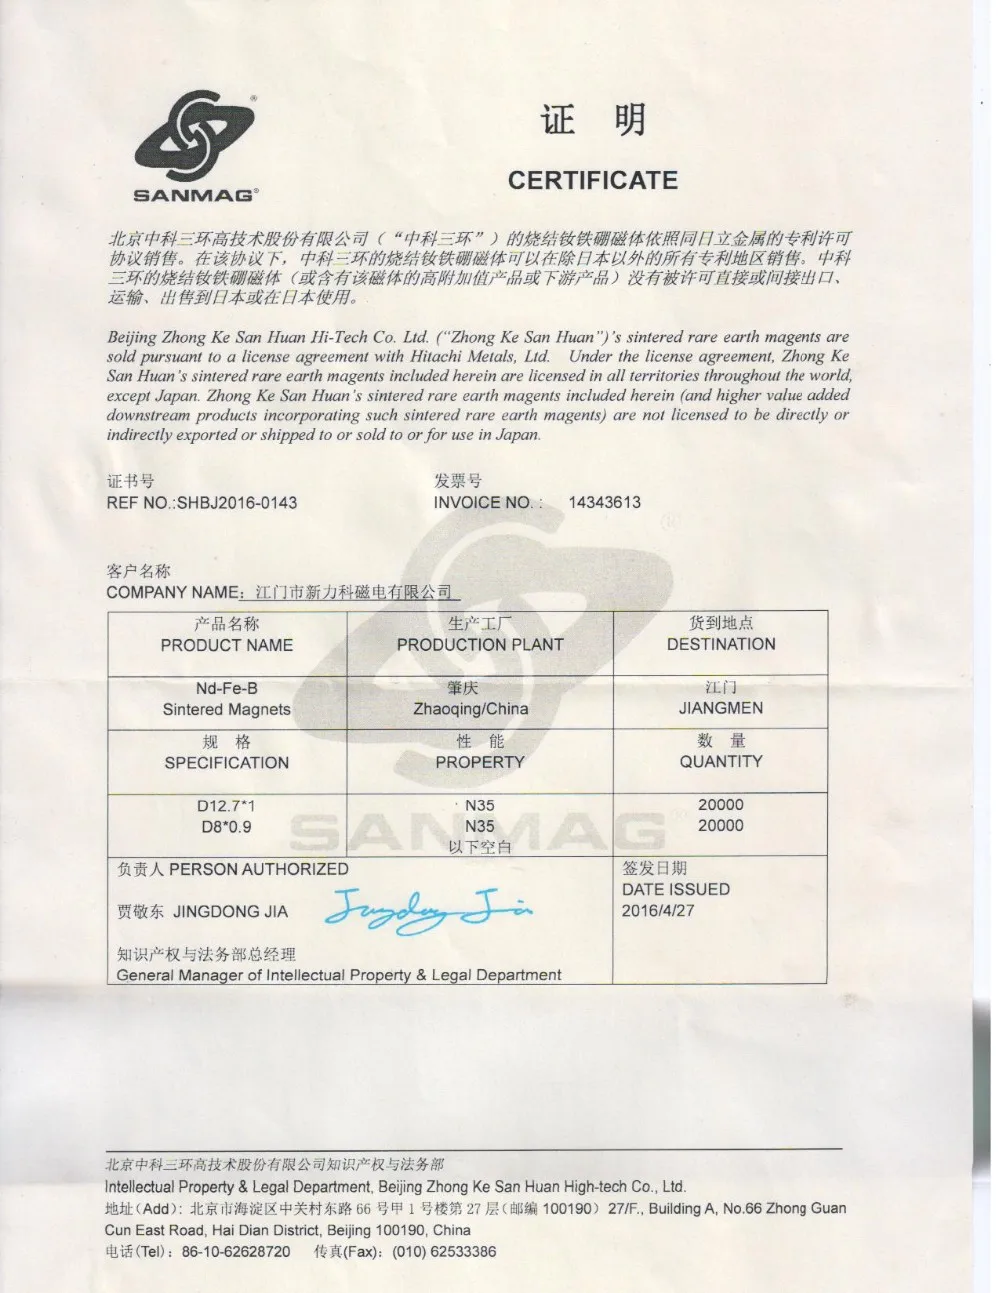 SANMAG®
证 明
CERTIFICATE
北京中科三环高技术股份有限公司（“中科三环”）的烧结钕铁硼磁体依照同日立金属的专利许可
协议销售。在该协议下，中科三环的烧结钕铁硼磁体可以在除日本以外的所有专利地区销售。中科
三环的烧结钕铁硼磁体（或含有该磁体的高附加值产品或下游产品）没有被许可直接或间接出口、
运输、出售到日本或在日本使用。
Beijing Zhong Ke San Huan Hi-Tech Co. Ltd. (“Zhong Ke San Huan”)’s sintered rare earth magents are
sold pursuant to a license agreement with Hitachi Metals, Ltd. Under the license agreement, Zhong Ke
San Huan’s sintered rare earth magents included herein are licensed in all territories throughout the world,
except Japan. Zhong Ke San Huan’s sintered rare earth magents included herein (and higher value added
downstream products incorporating such sintered rare earth magents) are not licensed to be directly or
indirectly exported or shipped to or sold to or for use in Japan.
证书号 发票号
REF NO.:SHBJ2016-0143 INVOICE NO. : 14343613
客户名称
COMPANY NAME: 江门市新力科磁电有限公司
产品名称 生产工厂 货到地点
PRODUCT NAME PRODUCTION PLANT DESTINATION
Nd-Fe-B 肇庆 江门
Sintered Magnets Zhaoqing/China JIANGMEN
规 格 性 能 数 量
SPECIFICATION PROPERTY QUANTITY
D12.7*1 N35 20000
D8*0.9 N35 20000
SANMAG®
以下空白
负责人 PERSON AUTHORIZED 签发日期
DATE ISSUED
贾敬东 JINGDONG JIA Jingdong Jia 2016/4/27
知识产权与法务部总经理
General Manager of Intellectual Property & Legal Department
北京中科三环高技术股份有限公司知识产权与法务部
Intellectual Property & Legal Department, Beijing Zhong Ke San Huan High-tech Co., Ltd.
地址(Add): 北京市海淀区中关村东路 66 号甲 1 号楼第 27 层(邮编 100190) 27/F., Building A, No.66 Zhong Guan
Cun East Road, Hai Dian District, Beijing 100190, China
电话(Tel): 86-10-62628720 传真(Fax): (010) 62533386